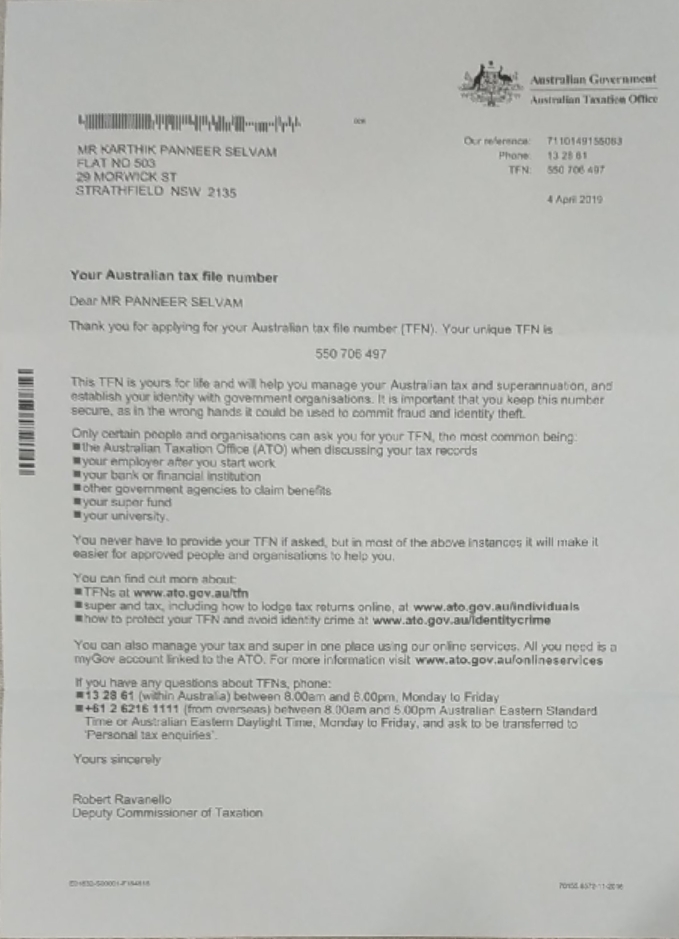 Australian Government
Australian Taxation Office
MR KARTHIK PANNEER SELVAM
FLAT NO 503
29 MORWICK ST
STRATHFIELD NSW 2135
Our reference: 7110149155063
Phone: 13 28 61
TFN: 550 706 497
4 April 2019
Your Australian tax file number
Dear MR PANNEER SELVAM
Thank you for applying for your Australian tax file number (TFN). Your unique TFN is
550 706 497
This TFN is yours for life and will help you manage your Australian tax and superannuation, and
establish your identity with government organisations. It is important that you keep this number
secure, as in the wrong hands it could be used to commit fraud and identity theft.
Only certain people and organisations can ask you for your TFN, the most common being:
■the Australian Taxation Office (ATO) when discussing your tax records
■your employer after you start work
■your bank or financial institution
■other government agencies to claim benefits
■your super fund
■your university.
You never have to provide your TFN if asked, but in most of the above instances it will make it
easier for approved people and organisations to help you.
You can find out more about:
■TFNs at www.ato.gov.au/tfn
■super and tax, including how to lodge tax returns online, at www.ato.gov.au/individuals
■how to protect your TFN and avoid identity crime at www.ato.gov.au/identitycrime
You can also manage your tax and super in one place using our online services. All you need is a
myGov account linked to the ATO. For more information visit www.ato.gov.au/onlineservices
If you have any questions about TFNs, phone:
■13 28 61 (within Australia) between 8.00am and 6.00pm, Monday to Friday
■+61 2 6216 1111 (from overseas) between 8.00am and 5.00pm Australian Eastern Standard
Time or Australian Eastern Daylight Time, Monday to Friday, and ask to be transferred to
'Personal tax enquiries'.
Yours sincerely
Robert Ravanello
Deputy Commissioner of Taxation